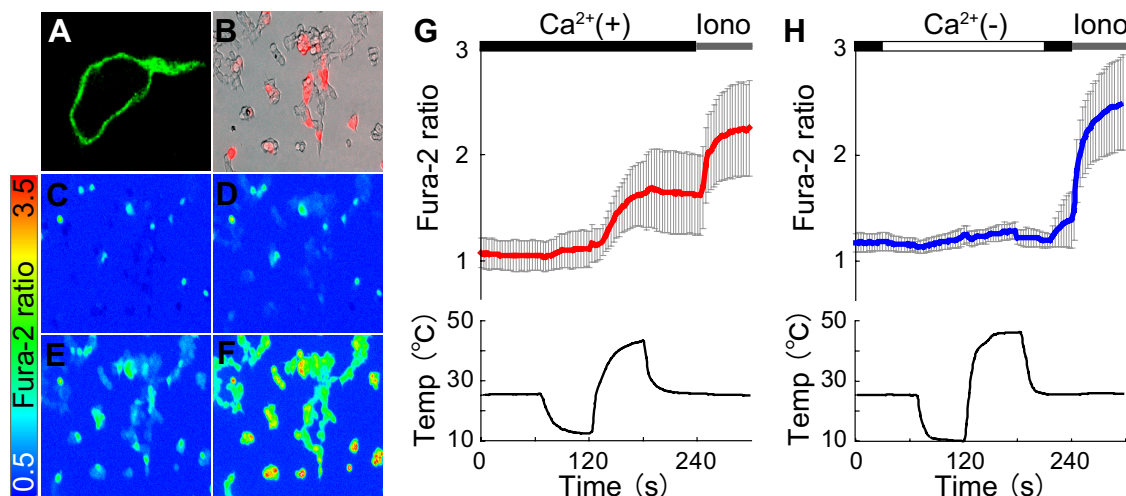 A
B
C
D
E
F
3.5
Fura-2 ratio
0.5
G
Ca²⁺(+)
Iono
3
2
1
Fura-2 ratio
50
30
10
Temp (°C)
0
120
240
Time (s)
H
Ca²⁺(-)
Iono
3
2
1
Fura-2 ratio
50
30
10
Temp (°C)
0
120
240
Time (s)